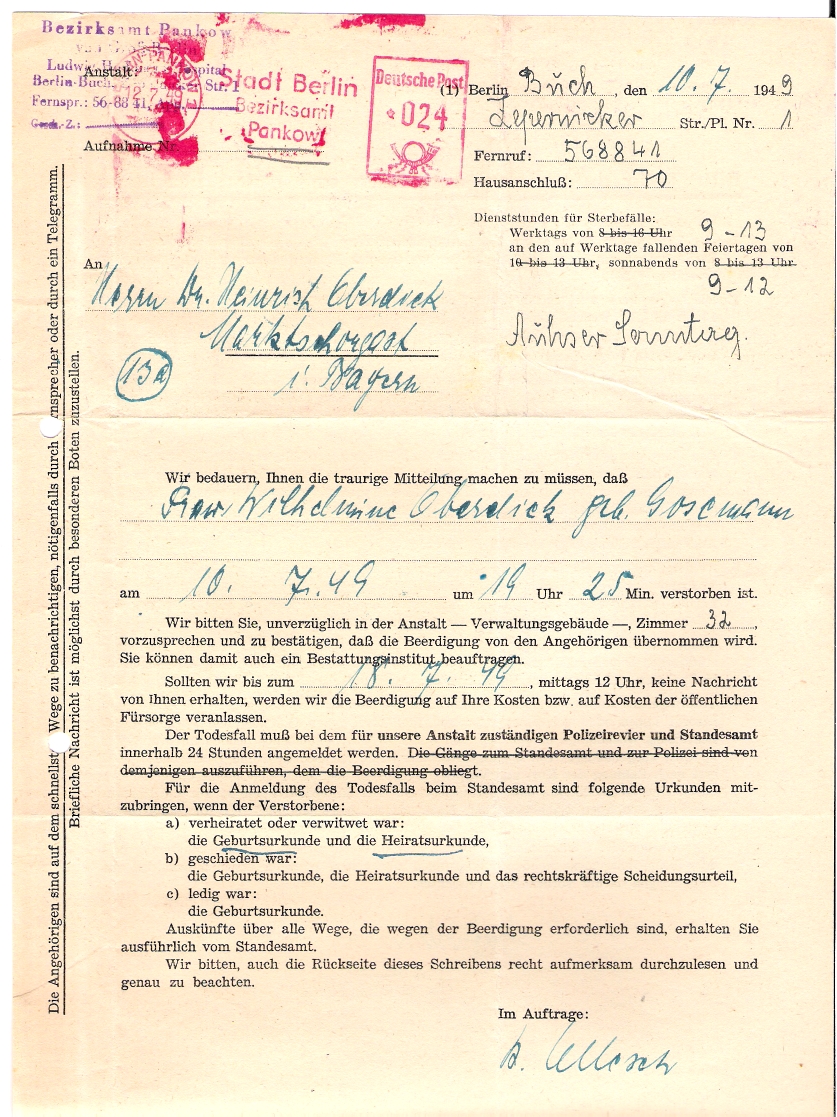 Bezirksamt Pankow
Berlin-Buch
Fernspr.: 56 88 41
Gesch.-Z.:
Anstalt:
Aufnahme Nr.
Stadt Berlin
Bezirksamt
Pankow
Deutsche Post
024
(1) Berlin Buch, den 10. 7. 1949
Zepernicker Str./Pl. Nr. 1
Fernruf: 568841
Hausanschluß: 70
Dienststunden für Sterbefälle:
Werktags von 8 bis 16 Uhr 9-13
an den auf Werktage fallenden Feiertagen von
10 bis 13 Uhr, sonnabends von 8 bis 13 Uhr.
9-12
Außer Sonntag.
An
Herrn Dr. Heinrich Oberdieck
Marktschorgast
13a i. Bayern
Die Angehörigen sind auf dem schnellsten Wege zu benachrichtigen, nötigenfalls durch Fernsprecher oder durch ein Telegramm.
Briefliche Nachricht ist möglichst durch besonderen Boten zuzustellen.
Wir bedauern, Ihnen die traurige Mitteilung machen zu müssen, daß
Frau Wilhelmine Oberdieck geb. Gosemann
am 10. 7. 49 um 19 Uhr 25 Min. verstorben ist.
Wir bitten Sie, unverzüglich in der Anstalt — Verwaltungsgebäude —, Zimmer 32,
vorzusprechen und zu bestätigen, daß die Beerdigung von den Angehörigen übernommen wird.
Sie können damit auch ein Bestattungsinstitut beauftragen.
Sollten wir bis zum 18. 7. 49, mittags 12 Uhr, keine Nachricht
von Ihnen erhalten, werden wir die Beerdigung auf Ihre Kosten bzw. auf Kosten der öffentlichen
Fürsorge veranlassen.
Der Todesfall muß bei dem für unsere Anstalt zuständigen Polizeirevier und Standesamt
innerhalb 24 Stunden angemeldet werden. Die Gänge zum Standesamt und zur Polizei sind von
demjenigen auszuführen, dem die Beerdigung obliegt.
Für die Anmeldung des Todesfalls beim Standesamt sind folgende Urkunden mit-
zubringen, wenn der Verstorbene:
a) verheiratet oder verwitwet war:
die Geburtsurkunde und die Heiratsurkunde,
b) geschieden war:
die Geburtsurkunde, die Heiratsurkunde und das rechtskräftige Scheidungsurteil,
c) ledig war:
die Geburtsurkunde.
Auskünfte über alle Wege, die wegen der Beerdigung erforderlich sind, erhalten Sie
ausführlich vom Standesamt.
Wir bitten, auch die Rückseite dieses Schreibens recht aufmerksam durchzulesen und
genau zu beachten.
Im Auftrage: